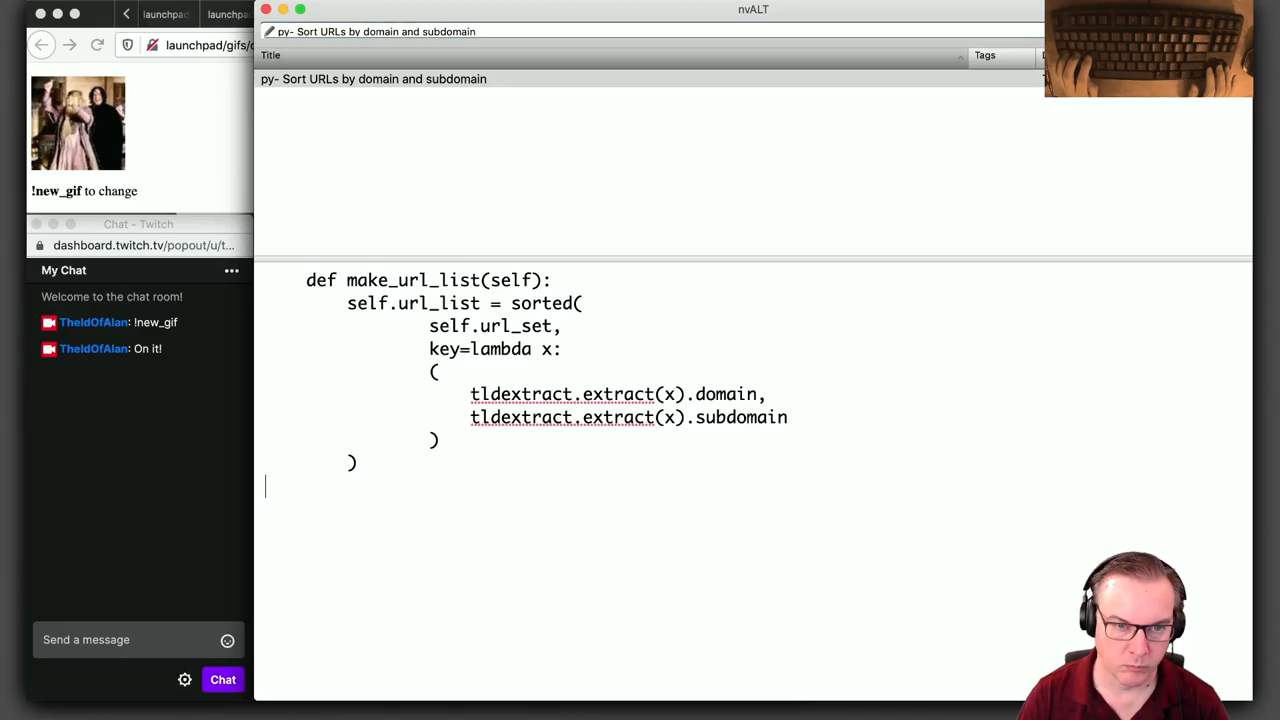 launchpad
launchpad
launchpad/gifs/
!new_gif to change
Chat - Twitch
dashboard.twitch.tv/popout/u/t...
My Chat
Welcome to the chat room!
TheIdOfAlan: !new_gif
TheIdOfAlan: On it!
Send a message
Chat
nvALT
py- Sort URLs by domain and subdomain
Title
Tags
py- Sort URLs by domain and subdomain
def make_url_list(self):
self.url_list = sorted(
self.url_set,
key=lambda x:
(
tldextract.extract(x).domain,
tldextract.extract(x).subdomain
)
)